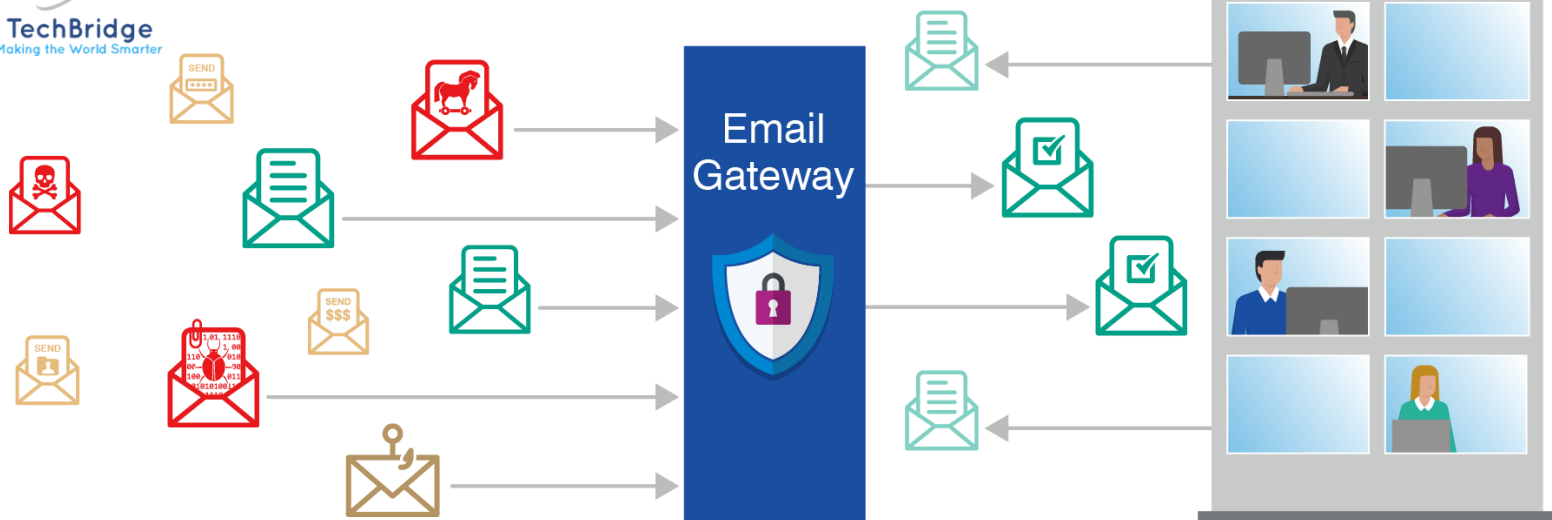 TechBridge
Making the World Smarter
SEND
****
Email
Gateway
SEND
$$$
SEND